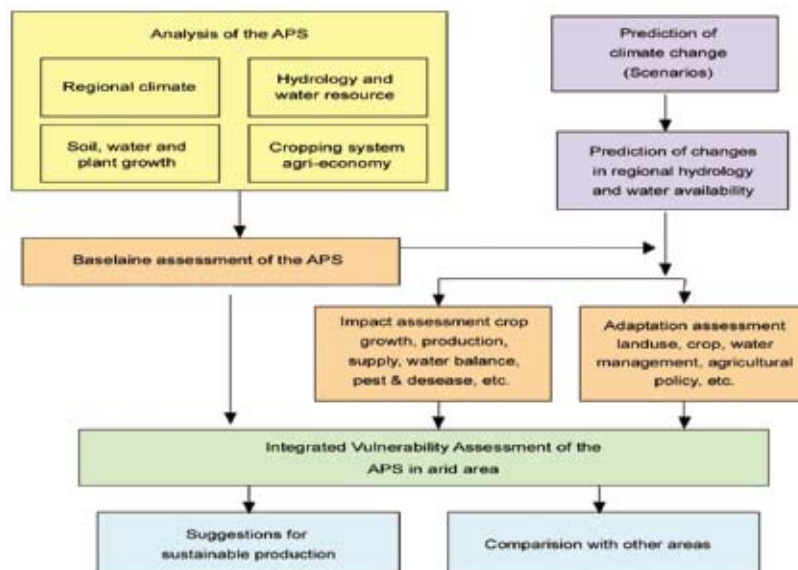 Analysis of the APS
Regional climate
Hydrology and
water resource
Soil, water and
plant growth
Cropping system
agri-economy
Prediction of
climate change
(Scenarios)
Prediction of changes
in regional hydrology
and water availability
Baselaine assessment of the APS
Impact assessment crop
growth, production,
supply, water balance,
pest & desease, etc.
Adaptation assessment
landuse, crop, water
management, agricultural
policy, etc.
Integrated Vulnerability Assessment of the
APS in arid area
Suggestions for
sustainable production
Comparision with other areas